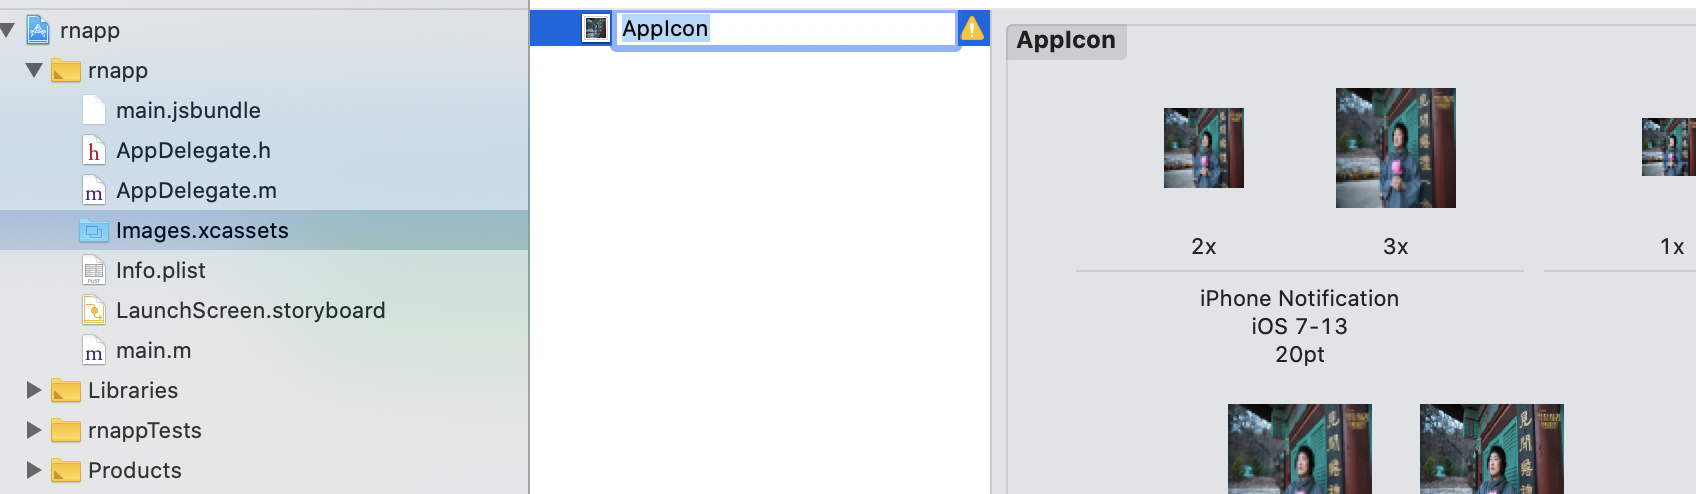 rnapp
rnapp
main.jsbundle
AppDelegate.h
AppDelegate.m
Images.xcassets
Info.plist
LaunchScreen.storyboard
main.m
Libraries
rnappTests
Products
AppIcon
AppIcon
2x
3x
1x
iPhone Notification
iOS 7-13
20pt